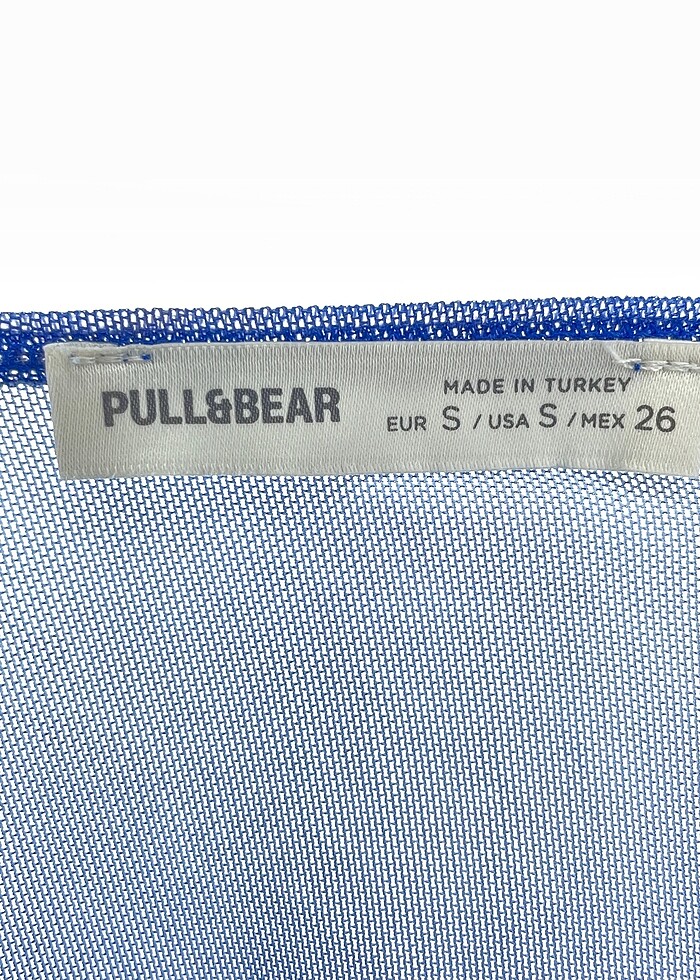 PULL&BEAR
MADE IN TURKEY
EUR S / USA S / MEX 26